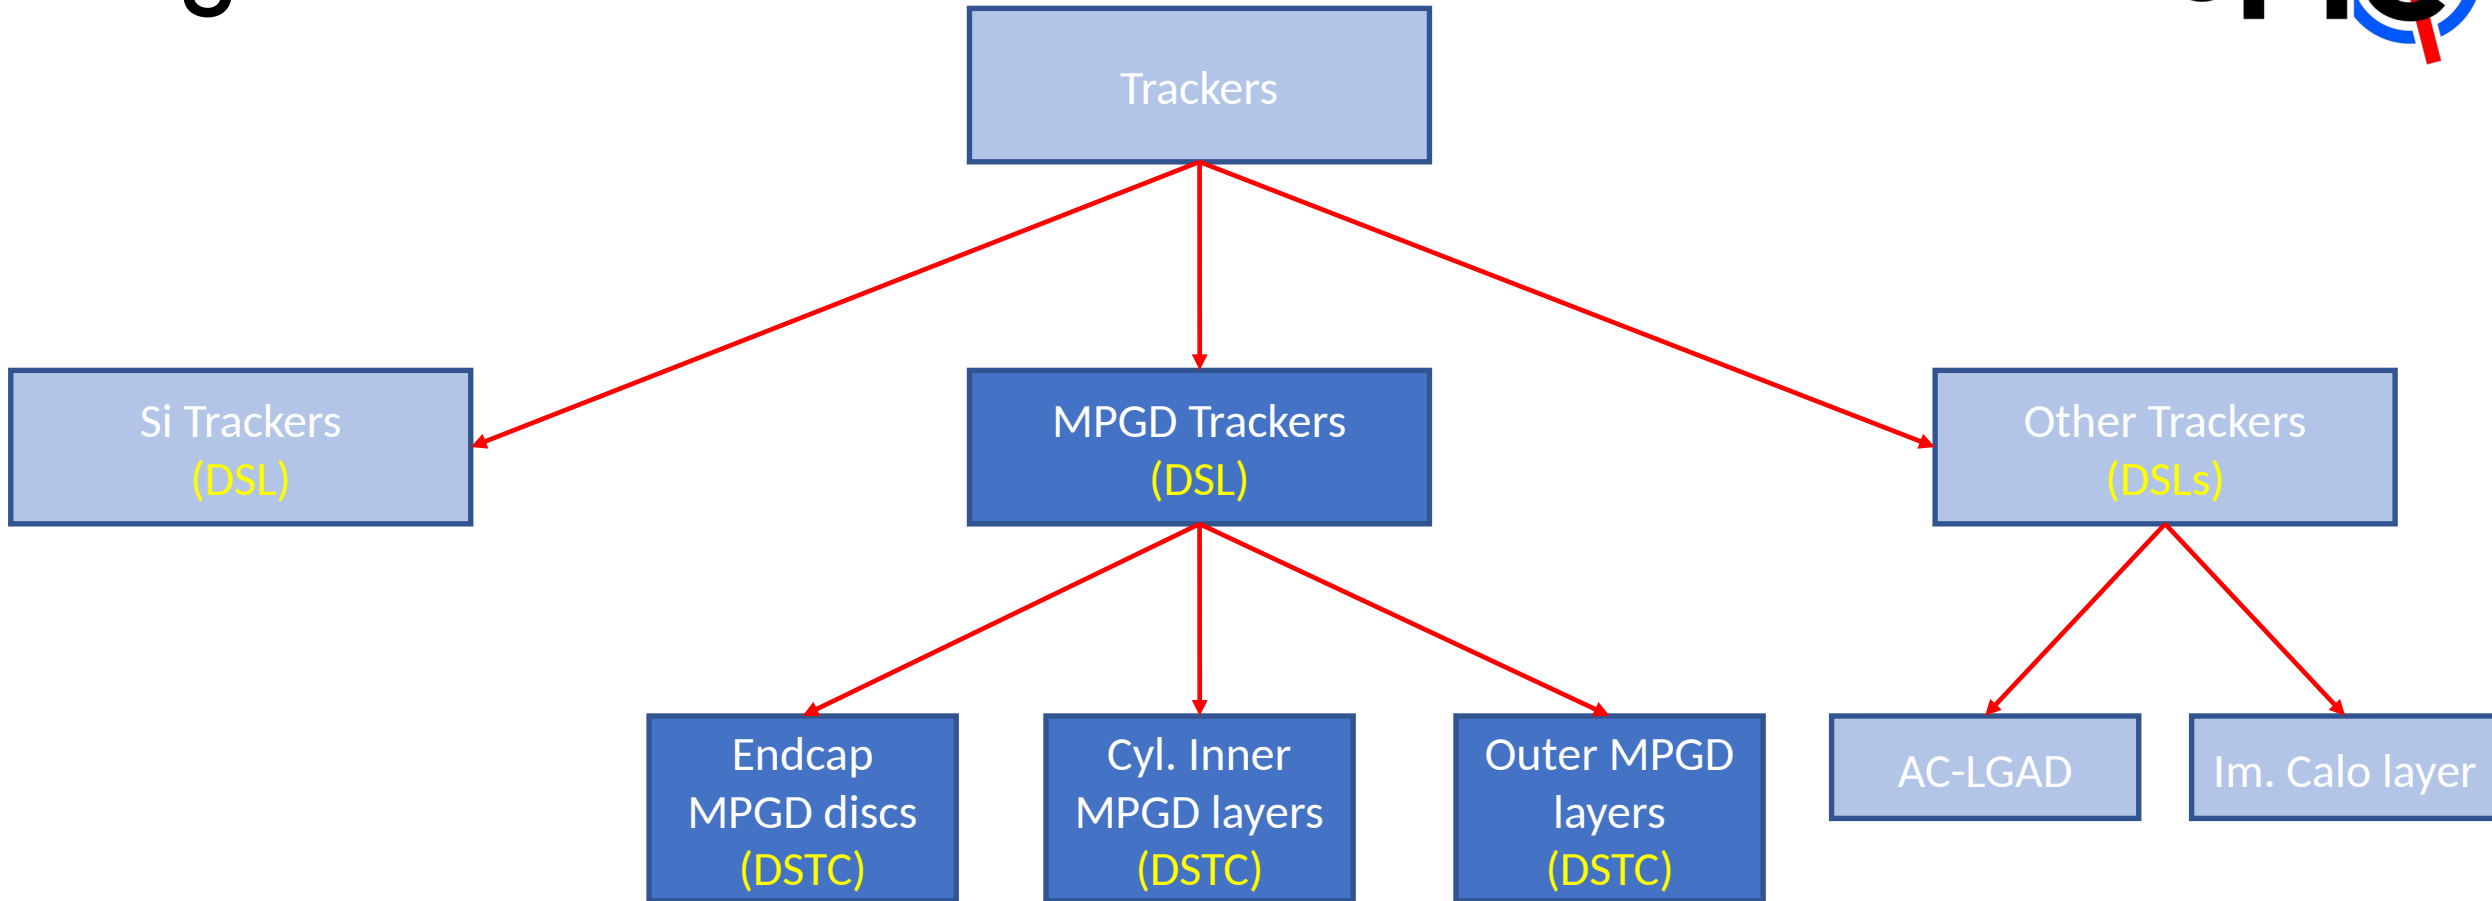 Trackers
Si Trackers
(DSL)
MPGD Trackers
(DSL)
Other Trackers
(DSLs)
Endcap
MPGD discs
(DSTC)
Cyl. Inner
MPGD layers
(DSTC)
Outer MPGD
layers
(DSTC)
AC-LGAD
Im. Calo layer